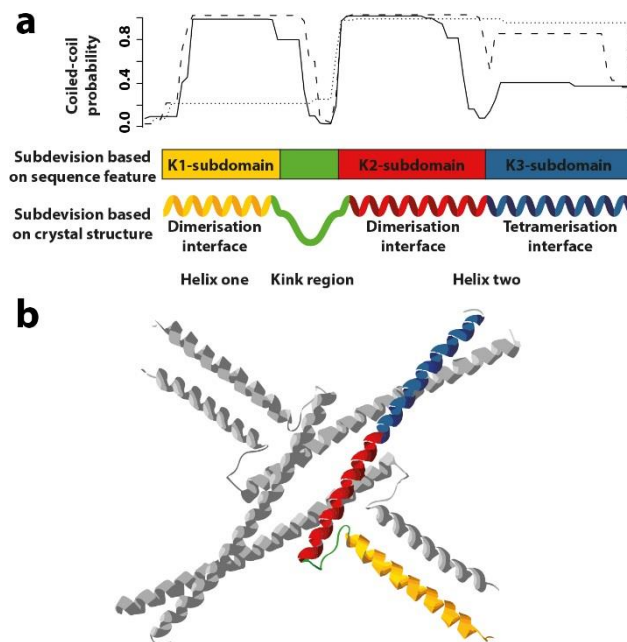 a
Coiled-coil
probability
0.8
0.4
0.0
Subdevision based
on sequence feature
K1-subdomain
K2-subdomain
K3-subdomain
Subdevision based
on crystal structure
Dimerisation
interface
Dimerisation
interface
Tetramerisation
interface
Helix one
Kink region
Helix two
b